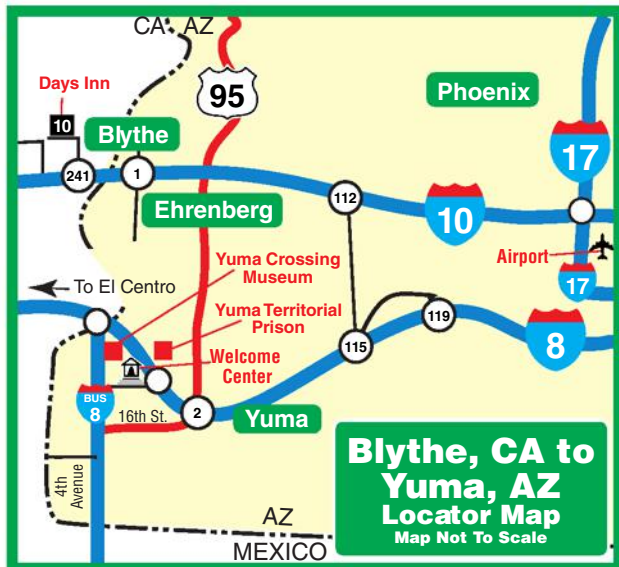 CA AZ
Days Inn
10
95
Phoenix
Blythe
17
241
1
112
Ehrenberg
10
Yuma Crossing
Museum
Airport
To El Centro
17
Yuma Territorial
Prison
119
8
115
Welcome
Center
BUS
8
16th St.
2
Yuma
4th
Avenue
Blythe, CA to
Yuma, AZ
Locator Map
Map Not To Scale
AZ
MEXICO